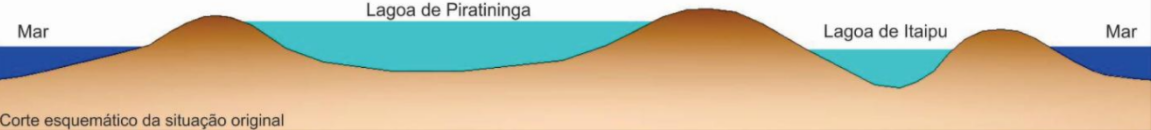 Lagoa de Piratininga
Mar
Lagoa de Itaipu
Mar
Corte esquemático da situação original